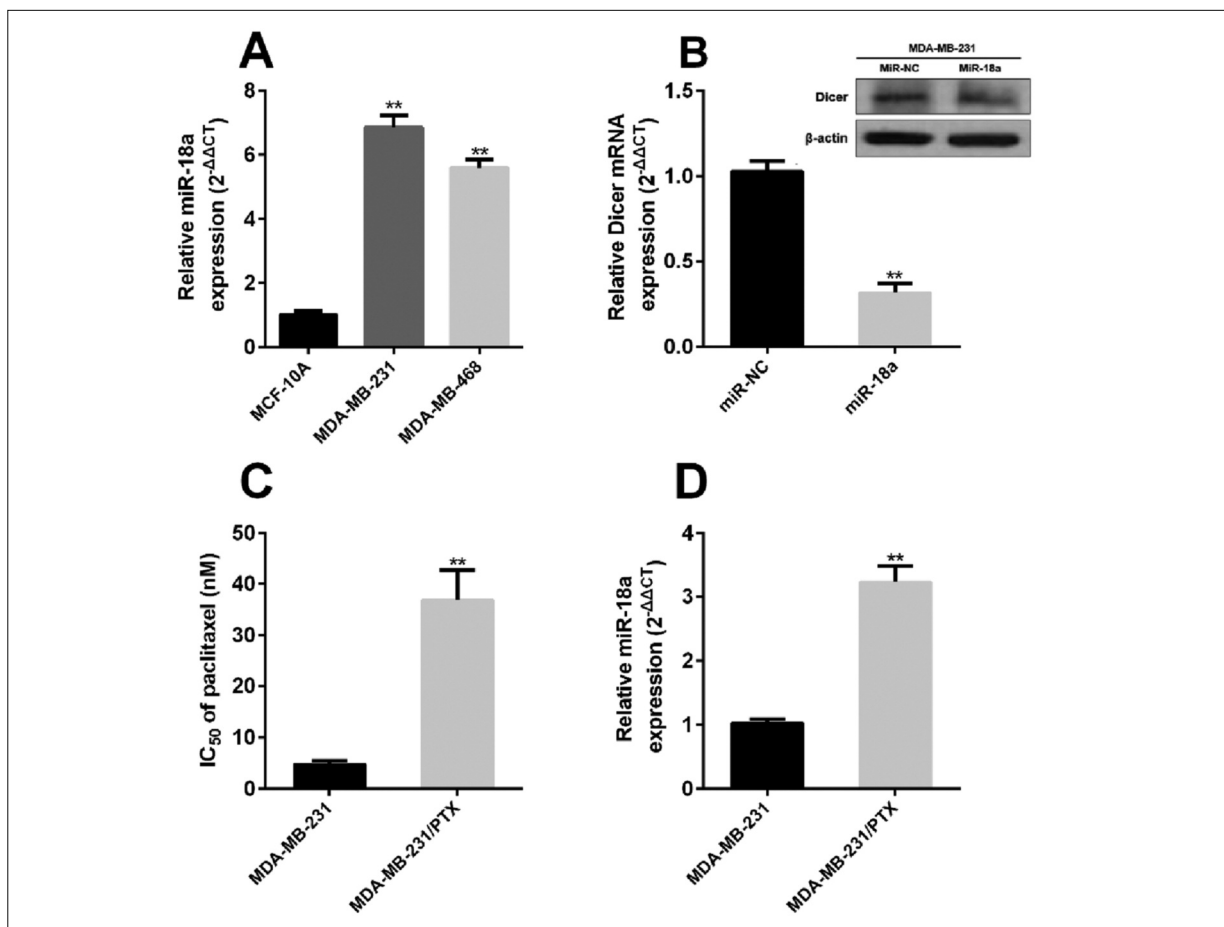 A
Relative miR-18a
expression (2-ΔΔCT)
8
6
4
2
0
**
**
MCF-10A
MDA-MB-231
MDA-MB-468
B
MDA-MB-231
MiR-NC MiR-18a
Dicer
β-actin
Relative Dicer mRNA
expression (2-ΔΔCT)
1.5
1.0
0.5
0.0
**
miR-NC
miR-18a
C
IC50 of paclitaxel (nM)
50
40
30
20
10
0
**
MDA-MB-231
MDA-MB-231/PTX
D
Relative miR-18a
expression (2-ΔΔCT)
4
3
2
1
0
**
MDA-MB-231
MDA-MB-231/PTX